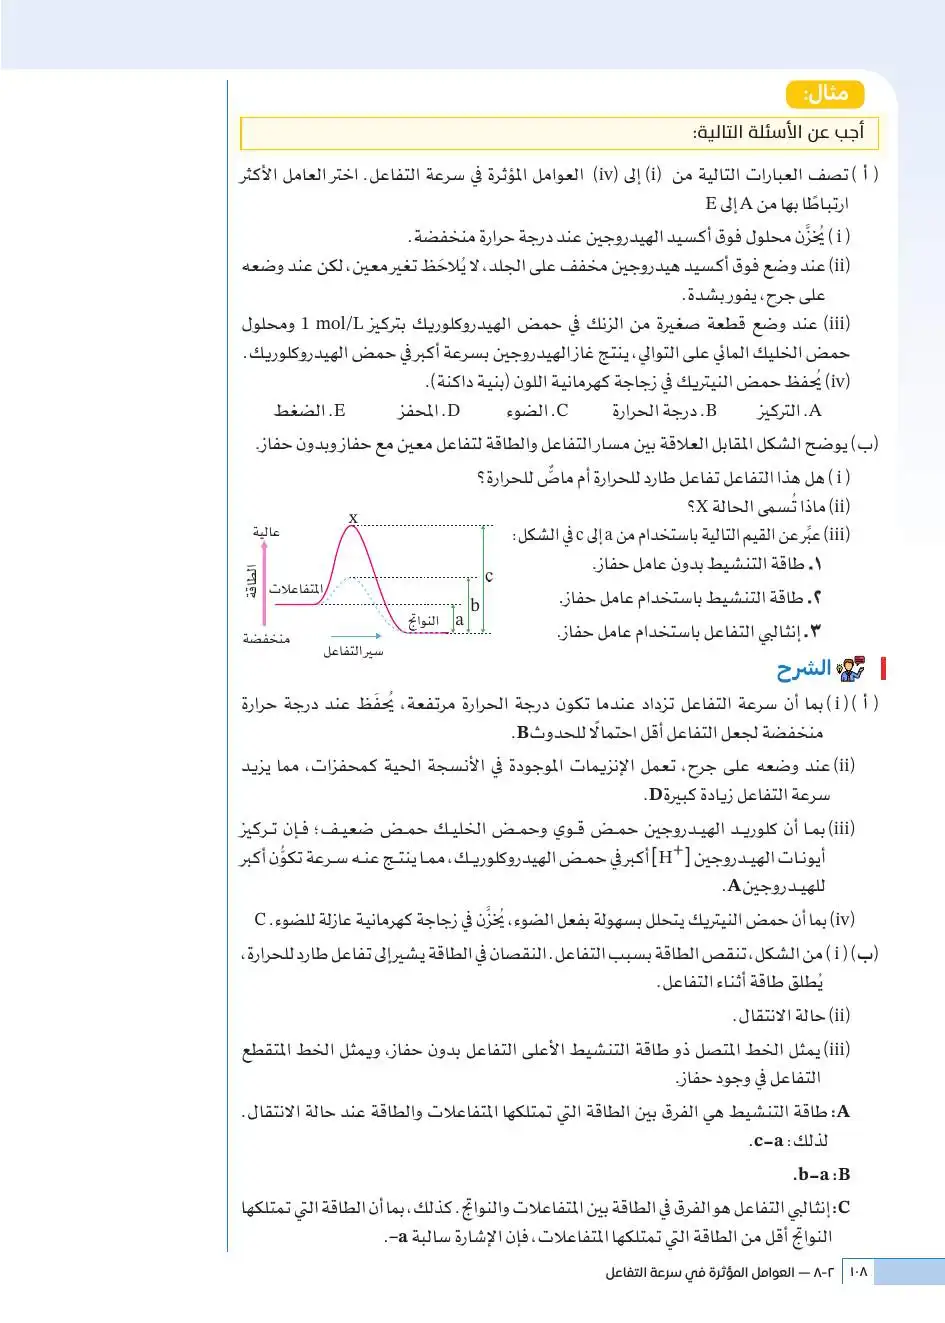 مثال:
أجب عن الأسئلة التالية:
( أ ) تصف العبارات التالية من (i) إلى (iv) العوامل المؤثرة في سرعة التفاعل. اختر العامل الأكثر
ارتباطًا بها من A إلى E
( i ) يُخزَّن محلول فوق أكسيد الهيدروجين عند درجة حرارة منخفضة.
(ii) عند وضع فوق أكسيد هيدروجين مخفف على الجلد، لا يُلاحَظ تغير معين، لكن عند وضعه
على جرح، يفور بشدة.
(iii) عند وضع قطعة صغيرة من الزنك في حمض الهيدروكلوريك بتركيز 1 mol/L ومحلول
حمض الخليك المائي على التوالي، ينتج غاز الهيدروجين بسرعة أكبر في حمض الهيدروكلوريك.
(iv) يُحفظ حمض النيتريك في زجاجة كهرمانية اللون (بنية داكنة).
A. التركيز B. درجة الحرارة C. الضوء D. المحفز E. الضغط
(ب) يوضح الشكل المقابل العلاقة بين مسار التفاعل والطاقة لتفاعل معين مع حفاز وبدون حفاز.
( i ) هل هذا التفاعل تفاعل طارد للحرارة أم ماصٌّ للحرارة؟
(ii) ماذا تُسمى الحالة X؟
(iii) عبِّر عن القيم التالية باستخدام من a إلى c في الشكل:
١. طاقة التنشيط بدون عامل حفاز.
٢. طاقة التنشيط باستخدام عامل حفاز.
٣. إنثالبي التفاعل باستخدام عامل حفاز.
X
عالية
الطاقة
المتفاعلات
c
b
a
النواتج
منخفضة
سير التفاعل
الشرح
( أ ) ( i ) بما أن سرعة التفاعل تزداد عندما تكون درجة الحرارة مرتفعة، يُحفَظ عند درجة حرارة
منخفضة لجعل التفاعل أقل احتمالًا للحدوث B.
(ii) عند وضعه على جرح، تعمل الإنزيمات الموجودة في الأنسجة الحية كمحفزات، مما يزيد
سرعة التفاعل زيادة كبيرة D.
(iii) بما أن كلوريد الهيدروجين حمض قوي وحمض الخليك حمض ضعيف؛ فإن تركيز
أيونات الهيدروجين [H+] أكبر في حمض الهيدروكلوريك، مما ينتج عنه سرعة تكوُّن أكبر
للهيدروجين A.
(iv) بما أن حمض النيتريك يتحلل بسهولة بفعل الضوء، يُخزَّن في زجاجة كهرمانية عازلة للضوء. C
(ب) ( i ) من الشكل، تنقص الطاقة بسبب التفاعل. النقصان في الطاقة يشير إلى تفاعل طارد للحرارة،
يُطلق طاقة أثناء التفاعل.
(ii) حالة الانتقال.
(iii) يمثل الخط المتصل ذو طاقة التنشيط الأعلى التفاعل بدون حفاز، ويمثل الخط المتقطع
التفاعل في وجود حفاز.
A: طاقة التنشيط هي الفرق بين الطاقة التي تمتلكها المتفاعلات والطاقة عند حالة الانتقال.
لذلك: c–a.
B: b–a.
C: إنثالبي التفاعل هو الفرق في الطاقة بين المتفاعلات والنواتج. كذلك، بما أن الطاقة التي تمتلكها
النواتج أقل من الطاقة التي تمتلكها المتفاعلات، فإن الإشارة سالبة a–.
١٠٨ ٢-٨ — العوامل المؤثرة في سرعة التفاعل